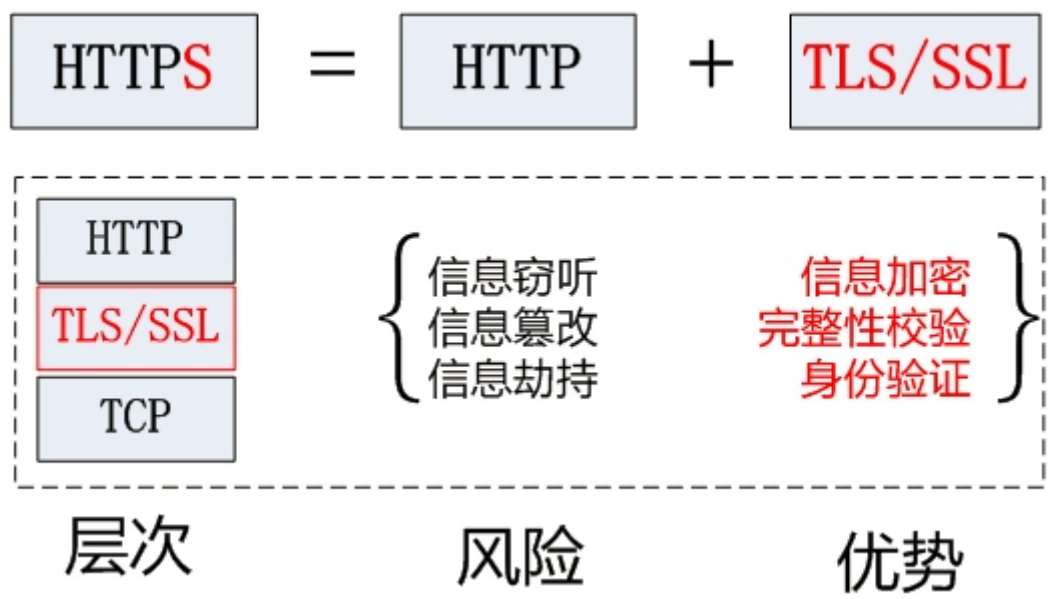 HTTPS = HTTP + TLS/SSL
HTTP
TLS/SSL
TCP
信息窃听
信息篡改
信息劫持
信息加密
完整性校验
身份验证
层次
风险
优势